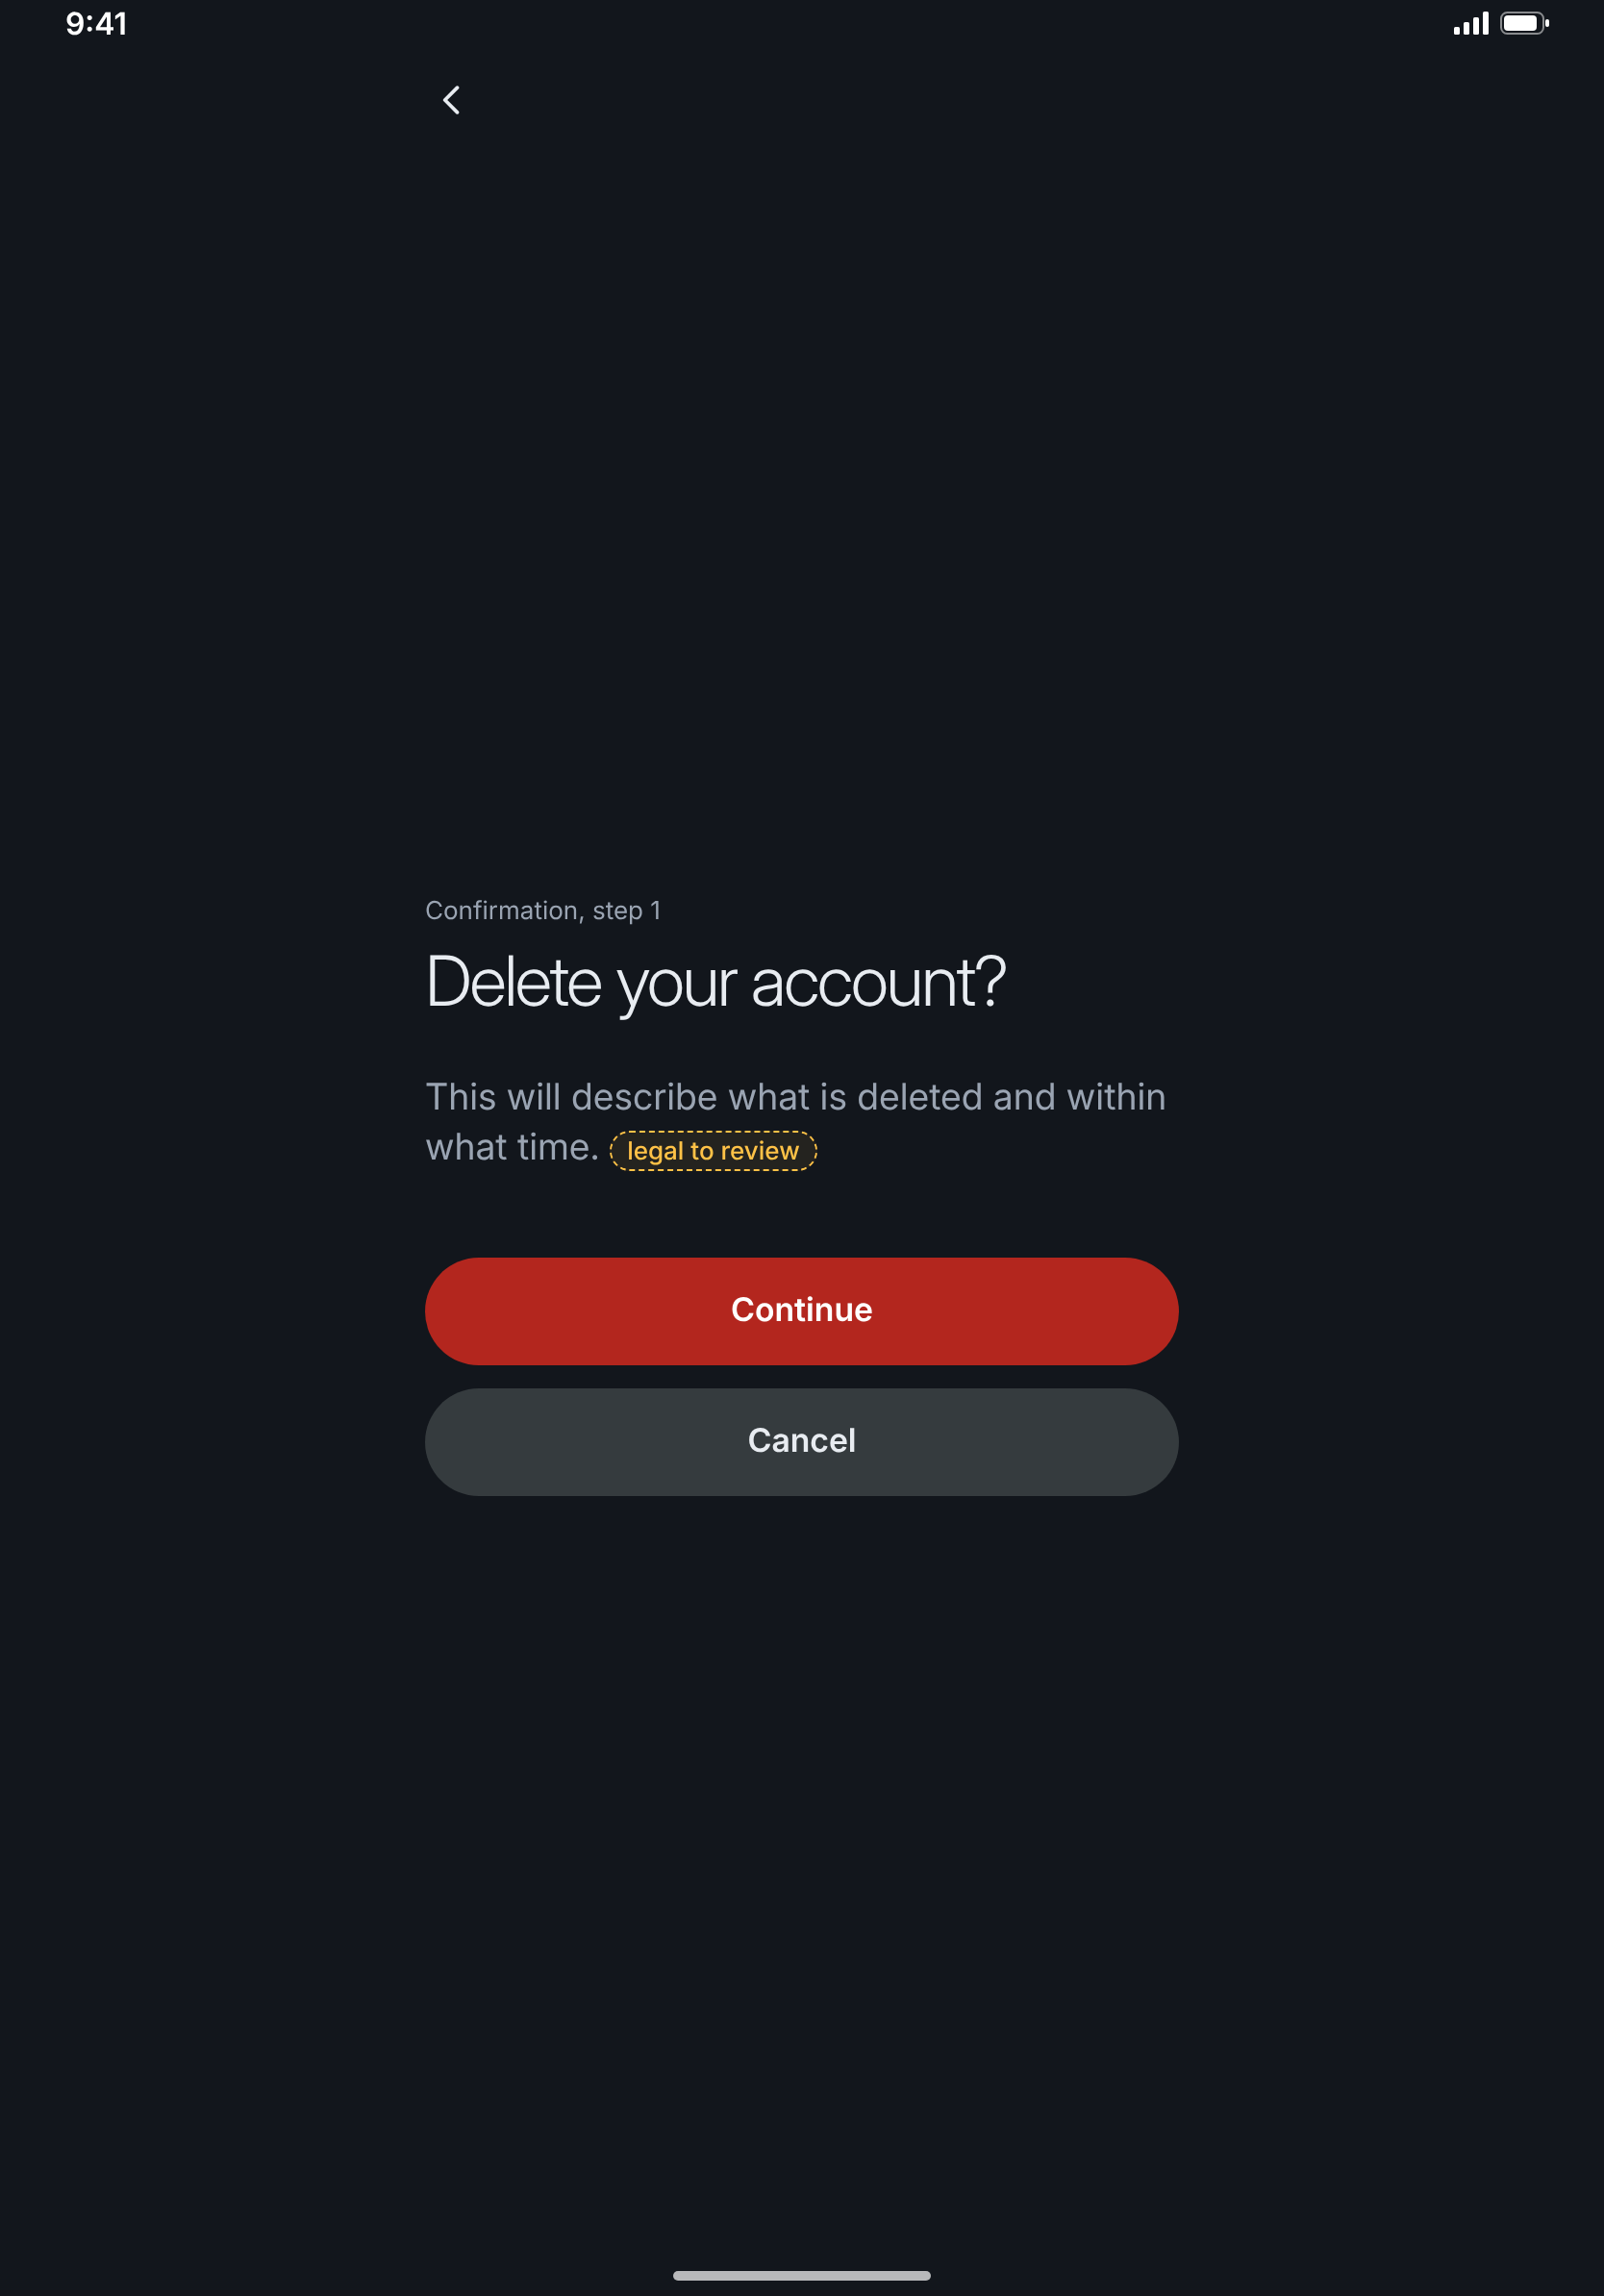 9:41
Confirmation, step 1
Delete your account?
This will describe what is deleted and within
what time. legal to review
Continue
Cancel